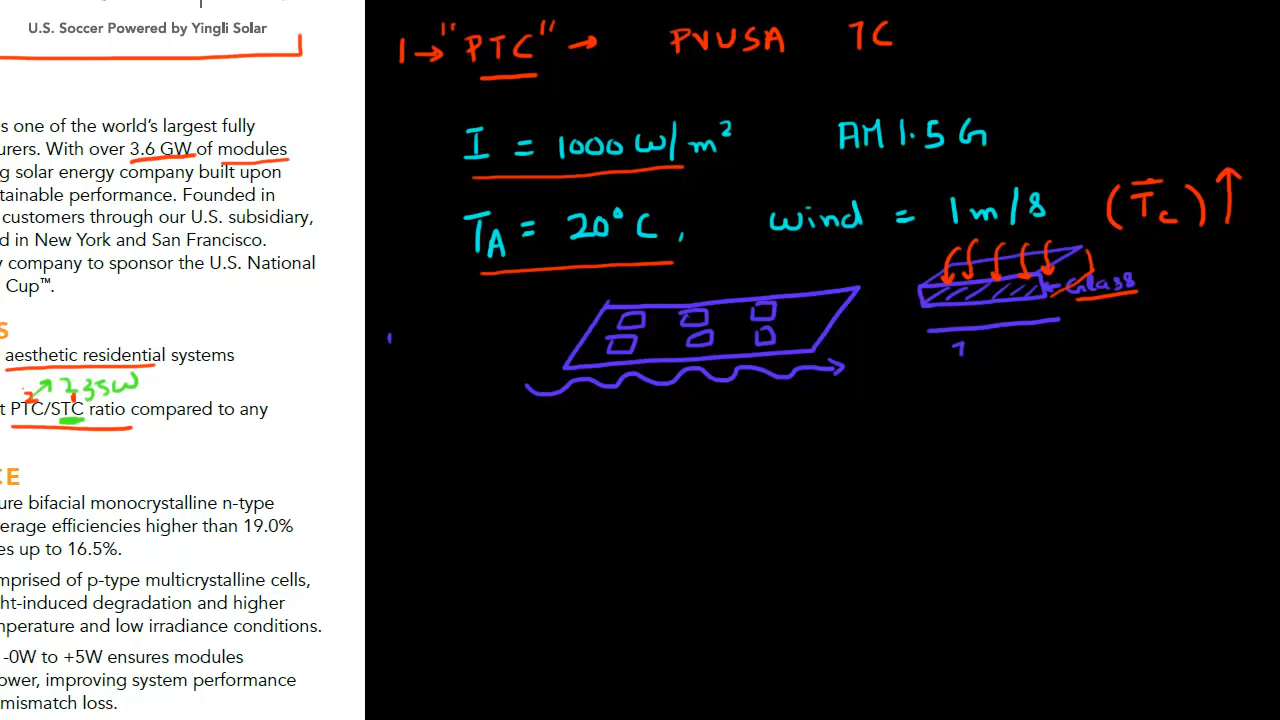 U.S. Soccer Powered by Yingli Solar
s one of the world's largest fully
urers. With over 3.6 GW of modules
ng solar energy company built upon
tainable performance. Founded in
customers through our U.S. subsidiary,
d in New York and San Francisco.
y company to sponsor the U.S. National
Cup™.
S
aesthetic residential systems
235W
t PTC/STC ratio compared to any
CE
ure bifacial monocrystalline n-type
erage efficiencies higher than 19.0%
es up to 16.5%.
mprised of p-type multicrystalline cells,
ht-induced degradation and higher
mperature and low irradiance conditions.
-0W to +5W ensures modules
ower, improving system performance
mismatch loss.
1 → "PTC" → PVUSA TC
I = 1000 W/m² AM 1.5 G
TA = 20°C, wind = 1m/s (Tc) ↑
Glass